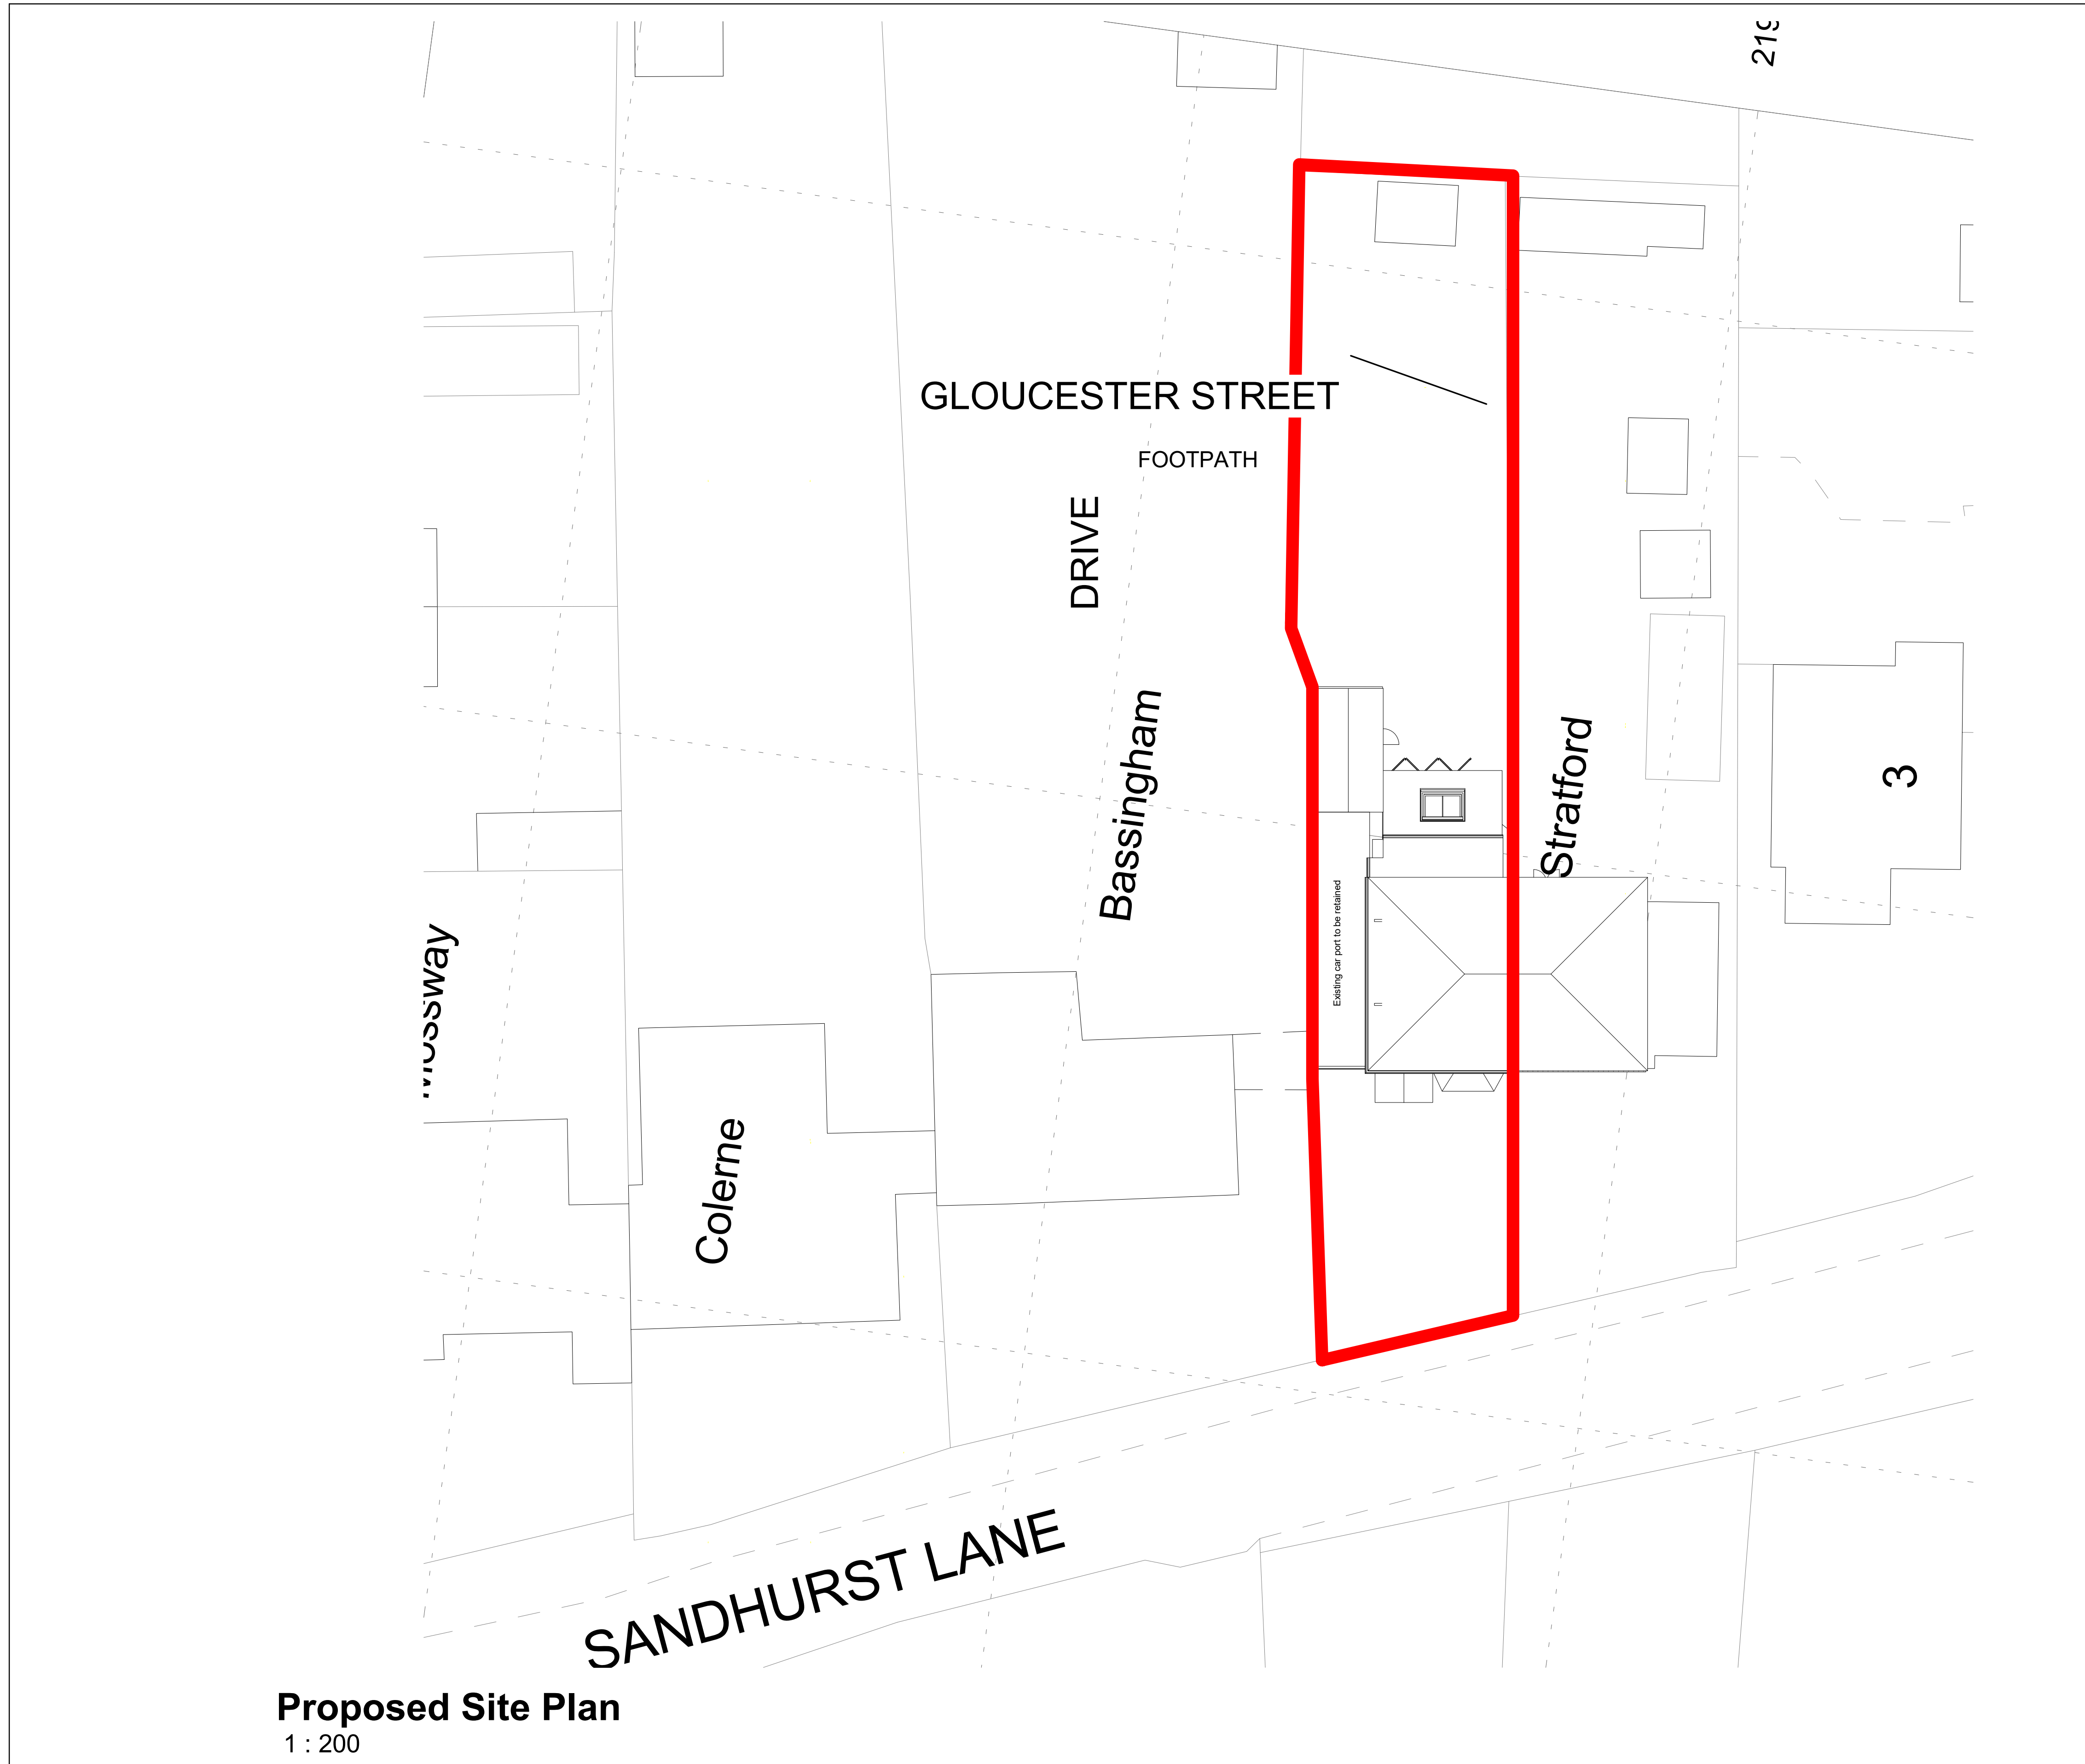 219
GLOUCESTER STREET
FOOTPATH
DRIVE
Bassingham
Stratford
3
Existing car port to be retained
Mossway
Colerne
SANDHURST LANE
Proposed Site Plan
1 : 200